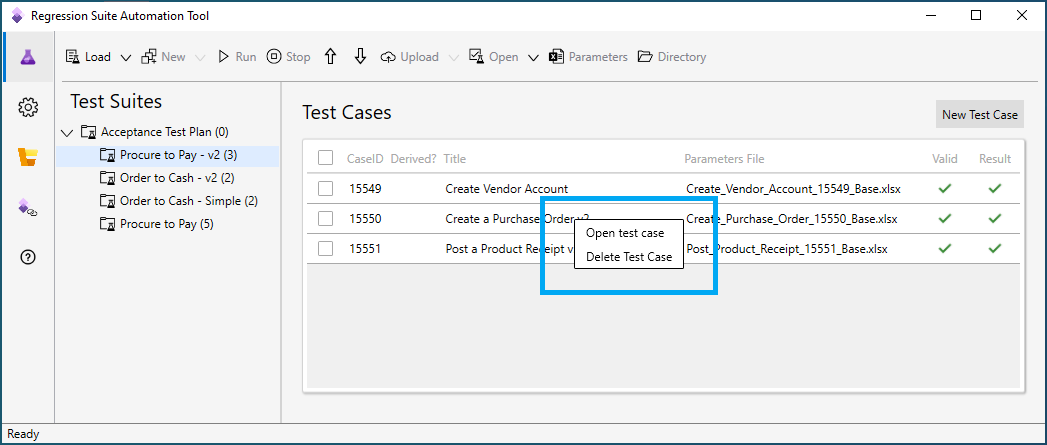 Regression Suite Automation Tool
Load New Run Stop Upload Open Parameters Directory
Test Suites
Acceptance Test Plan (0)
Procure to Pay - v2 (3)
Order to Cash - v2 (2)
Order to Cash - Simple (2)
Procure to Pay (5)
Test Cases
New Test Case
CaseID Derived? Title Parameters File Valid Result
15549 Create Vendor Account Create_Vendor_Account_15549_Base.xlsx
15550 Create a Purchase Order v2 Create_Purchase_Order_15550_Base.xlsx
15551 Post a Product Receipt v Post_Product_Receipt_15551_Base.xlsx
Open test case
Delete Test Case
Ready